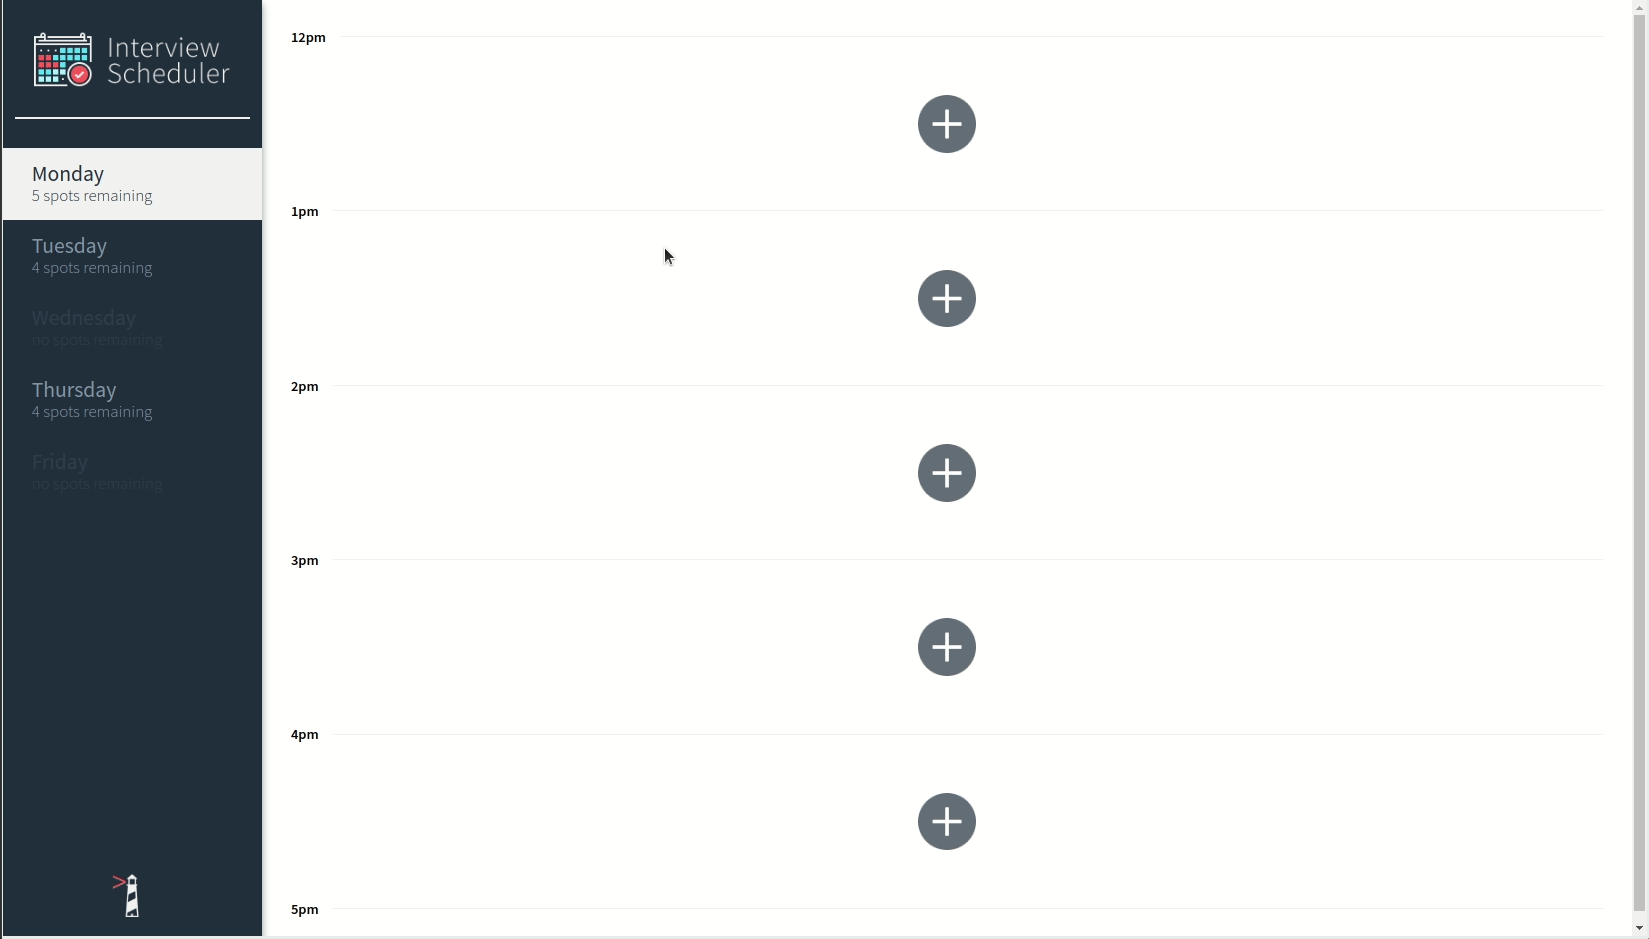 Interview
Scheduler
Monday
5 spots remaining
Tuesday
4 spots remaining
Wednesday
no spots remaining
Thursday
4 spots remaining
Friday
no spots remaining
12pm
1pm
2pm
3pm
4pm
5pm